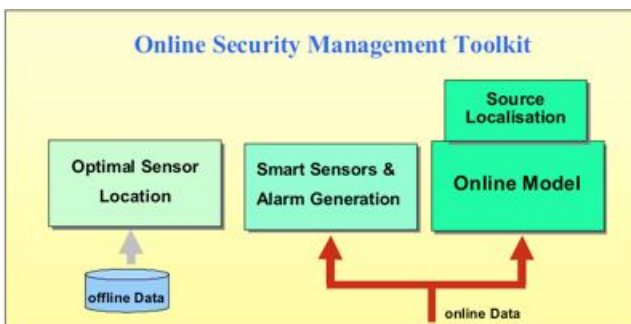 Online Security Management Toolkit
Source
Localisation
Optimal Sensor
Location
Smart Sensors &
Alarm Generation
Online Model
offline Data
online Data